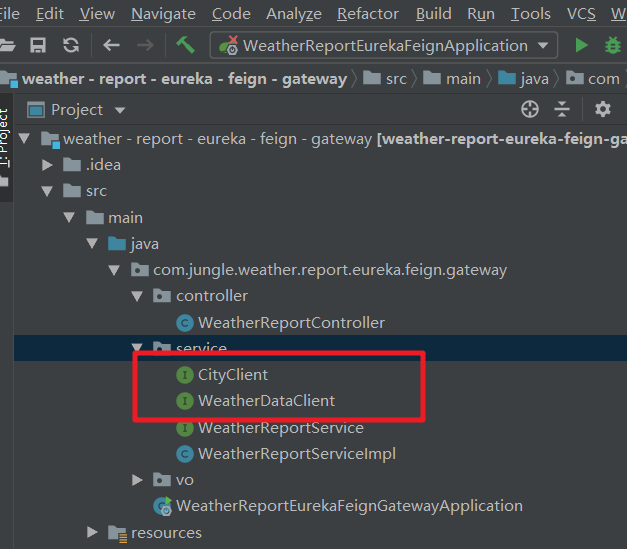 File Edit View Navigate Code Analyze Refactor Build Run Tools VCS
WeatherReportEurekaFeignApplication
weather - report - eureka - feign - gateway src main java com
Project
1: Project
weather - report - eureka - feign - gateway [weather-report-eureka-feign-ga
.idea
src
main
java
com.jungle.weather.report.eureka.feign.gateway
controller
C WeatherReportController
service
I CityClient
I WeatherDataClient
I WeatherReportService
C WeatherReportServiceImpl
vo
WeatherReportEurekaFeignGatewayApplication
resources